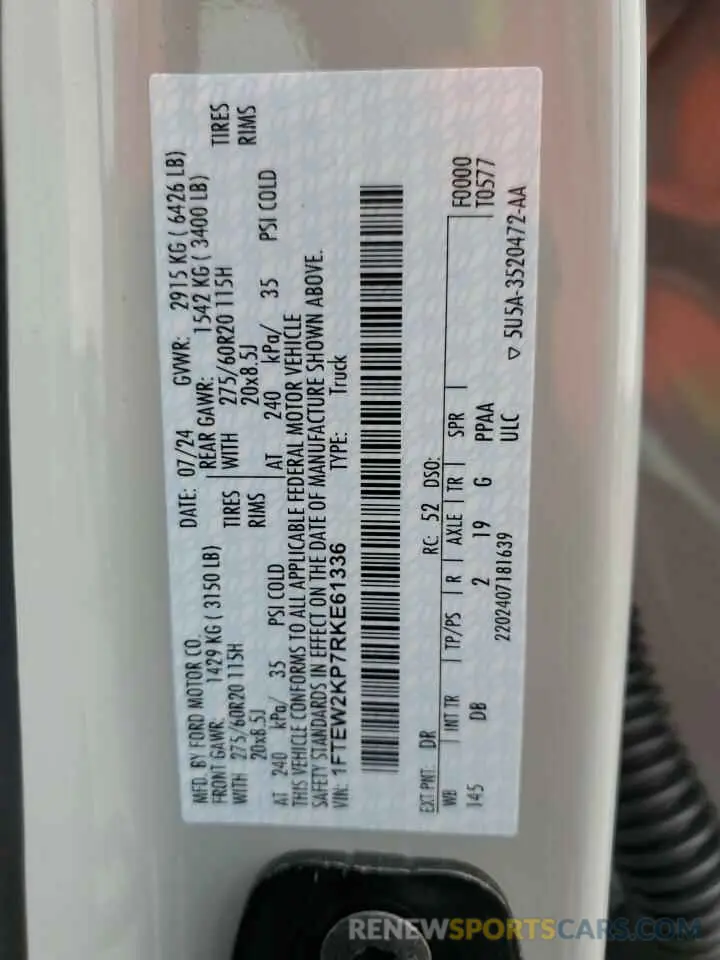 MFD. BY FORD MOTOR CO.
DATE: 07/24 GVWR: 2915 KG ( 6426 LB)
FRONT GAWR: 1429 KG ( 3150 LB)
REAR GAWR: 1542 KG ( 3400 LB)
WITH 275/60R20 115H TIRES
WITH 275/60R20 115H TIRES
20x8.5J RIMS
20x8.5J RIMS
AT 240 kPa/ 35 PSI COLD
AT 240 kPa/ 35 PSI COLD
THIS VEHICLE CONFORMS TO ALL APPLICABLE FEDERAL MOTOR VEHICLE
SAFETY STANDARDS IN EFFECT ON THE DATE OF MANUFACTURE SHOWN ABOVE.
VIN: 1FTEW2KP7RKE61336 TYPE: Truck
EXT PNT: DR RC: 52 DSO:
F0000
T0577
WB INT TR TP/PS R AXLE TR SPR
145 DB 2 19 G PPAA
2202407181639 ULC ▽ 5U5A-3520472-AA
RENEWSPORTSCARS.COM